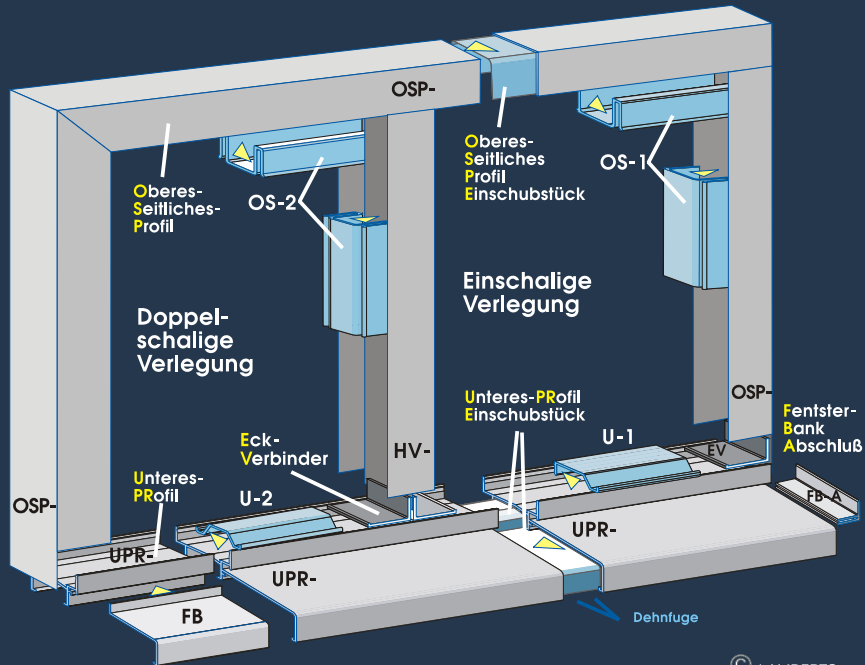 OSP-
Oberes-
Seitliches
Profil
Einschubstück
OS-1
Oberes-
Seitliches-
Profil
OS-2
Einschalige
Verlegung
Doppel-
schalige
Verlegung
OSP-
Unteres-PRofil
Einschubstück
Fentster-
Bank
Abschluß
Eck-
Verbinder
HV-
U-1
EV
Unteres-
PRofil
U-2
FB-A
OSP-
UPR-
UPR-
UPR-
FB
Dehnfuge